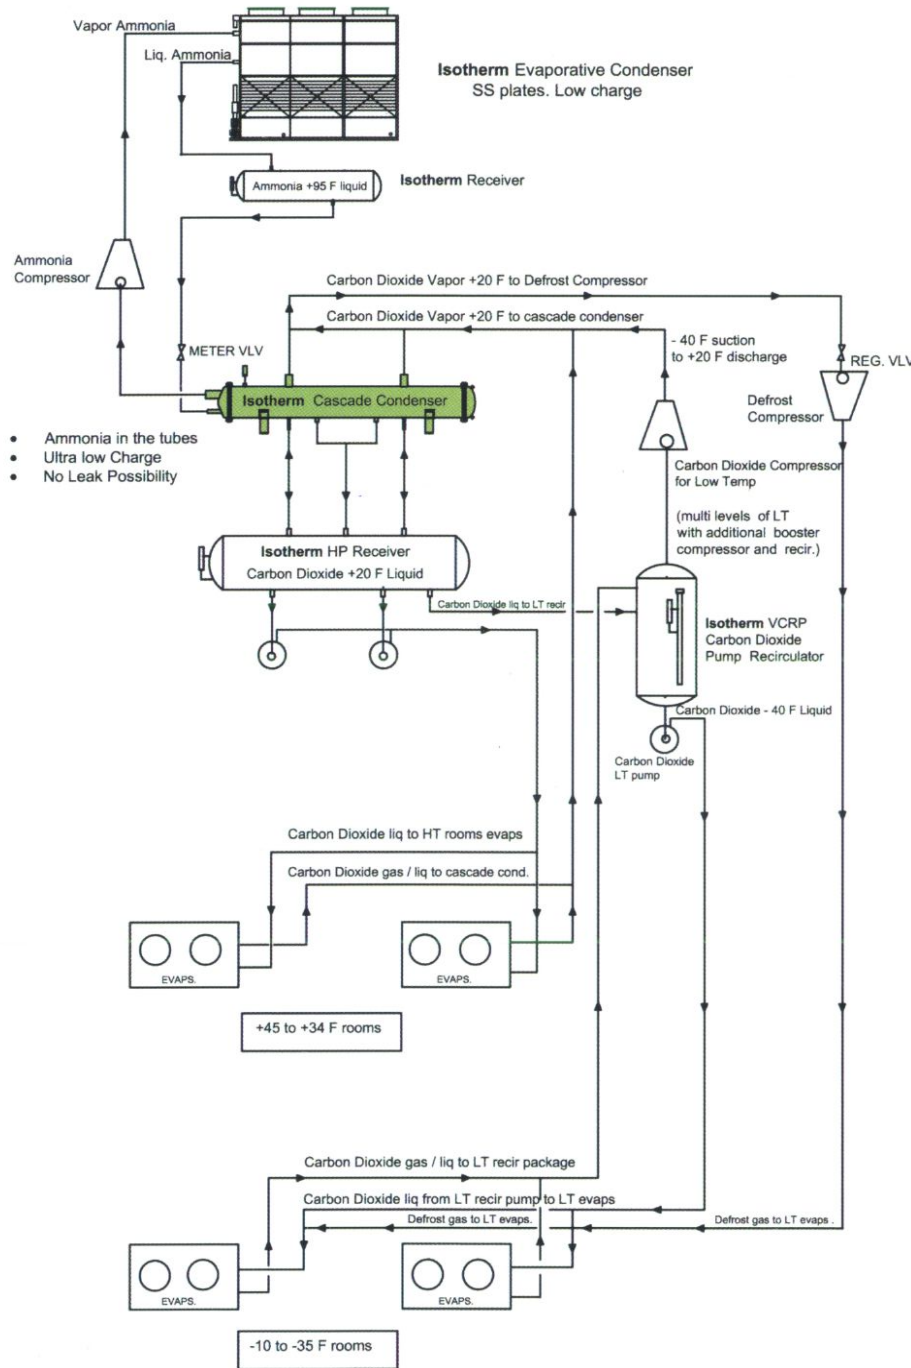 Vapor Ammonia
Liq. Ammonia
Isotherm Evaporative Condenser
SS plates. Low charge
Ammonia +95 F liquid
Isotherm Receiver
Ammonia
Compressor
Carbon Dioxide Vapor +20 F to Defrost Compressor
Carbon Dioxide Vapor +20 F to cascade condenser
- 40 F suction
to +20 F discharge
METER VLV
REG. VLV
Isotherm Cascade Condenser
Defrost
Compressor
• Ammonia in the tubes
• Ultra low Charge
• No Leak Possibility
Carbon Dioxide Compressor
for Low Temp
(multi levels of LT
with additional booster
compressor and recir.)
Isotherm HP Receiver
Carbon Dioxide +20 F Liquid
Carbon Dioxide liq to LT recir
Isotherm VCRP
Carbon Dioxide
Pump Recirculator
Carbon Dioxide - 40 F Liquid
Carbon Dioxide
LT pump
Carbon Dioxide liq to HT rooms evaps
Carbon Dioxide gas / liq to cascade cond.
EVAPS.
EVAPS.
+45 to +34 F rooms
Carbon Dioxide gas / liq to LT recir package
Carbon Dioxide liq from LT recir pump to LT evaps
Defrost gas to LT evaps.
Defrost gas to LT evaps .
EVAPS.
EVAPS.
-10 to -35 F rooms